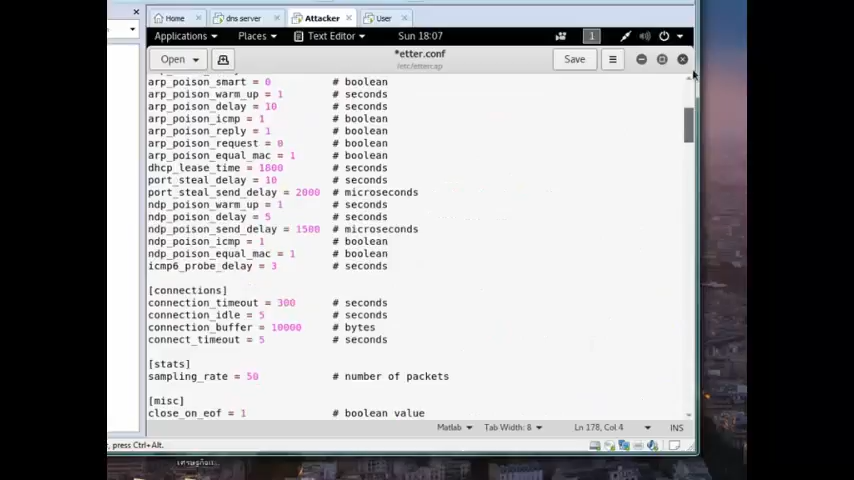 Home
dns server
Attacker
User
Applications
Places
Text Editor
Sun 18:07
1
Open
*etter.conf
/etc/ettercap
Save
arp_poison_smart = 0 # boolean
arp_poison_warm_up = 1 # seconds
arp_poison_delay = 10 # seconds
arp_poison_icmp = 1 # boolean
arp_poison_reply = 1 # boolean
arp_poison_request = 0 # boolean
arp_poison_equal_mac = 1 # boolean
dhcp_lease_time = 1800 # seconds
port_steal_delay = 10 # seconds
port_steal_send_delay = 2000 # microseconds
ndp_poison_warm_up = 1 # seconds
ndp_poison_delay = 5 # seconds
ndp_poison_send_delay = 1500 # microseconds
ndp_poison_icmp = 1 # boolean
ndp_poison_equal_mac = 1 # boolean
icmp6_probe_delay = 3 # seconds
[connections]
connection_timeout = 300 # seconds
connection_idle = 5 # seconds
connection_buffer = 10000 # bytes
connect_timeout = 5 # seconds
[stats]
sampling_rate = 50 # number of packets
[misc]
close_on_eof = 1 # boolean value
Matlab
Tab Width: 8
Ln 178, Col 4
INS
, press Ctrl+Alt.